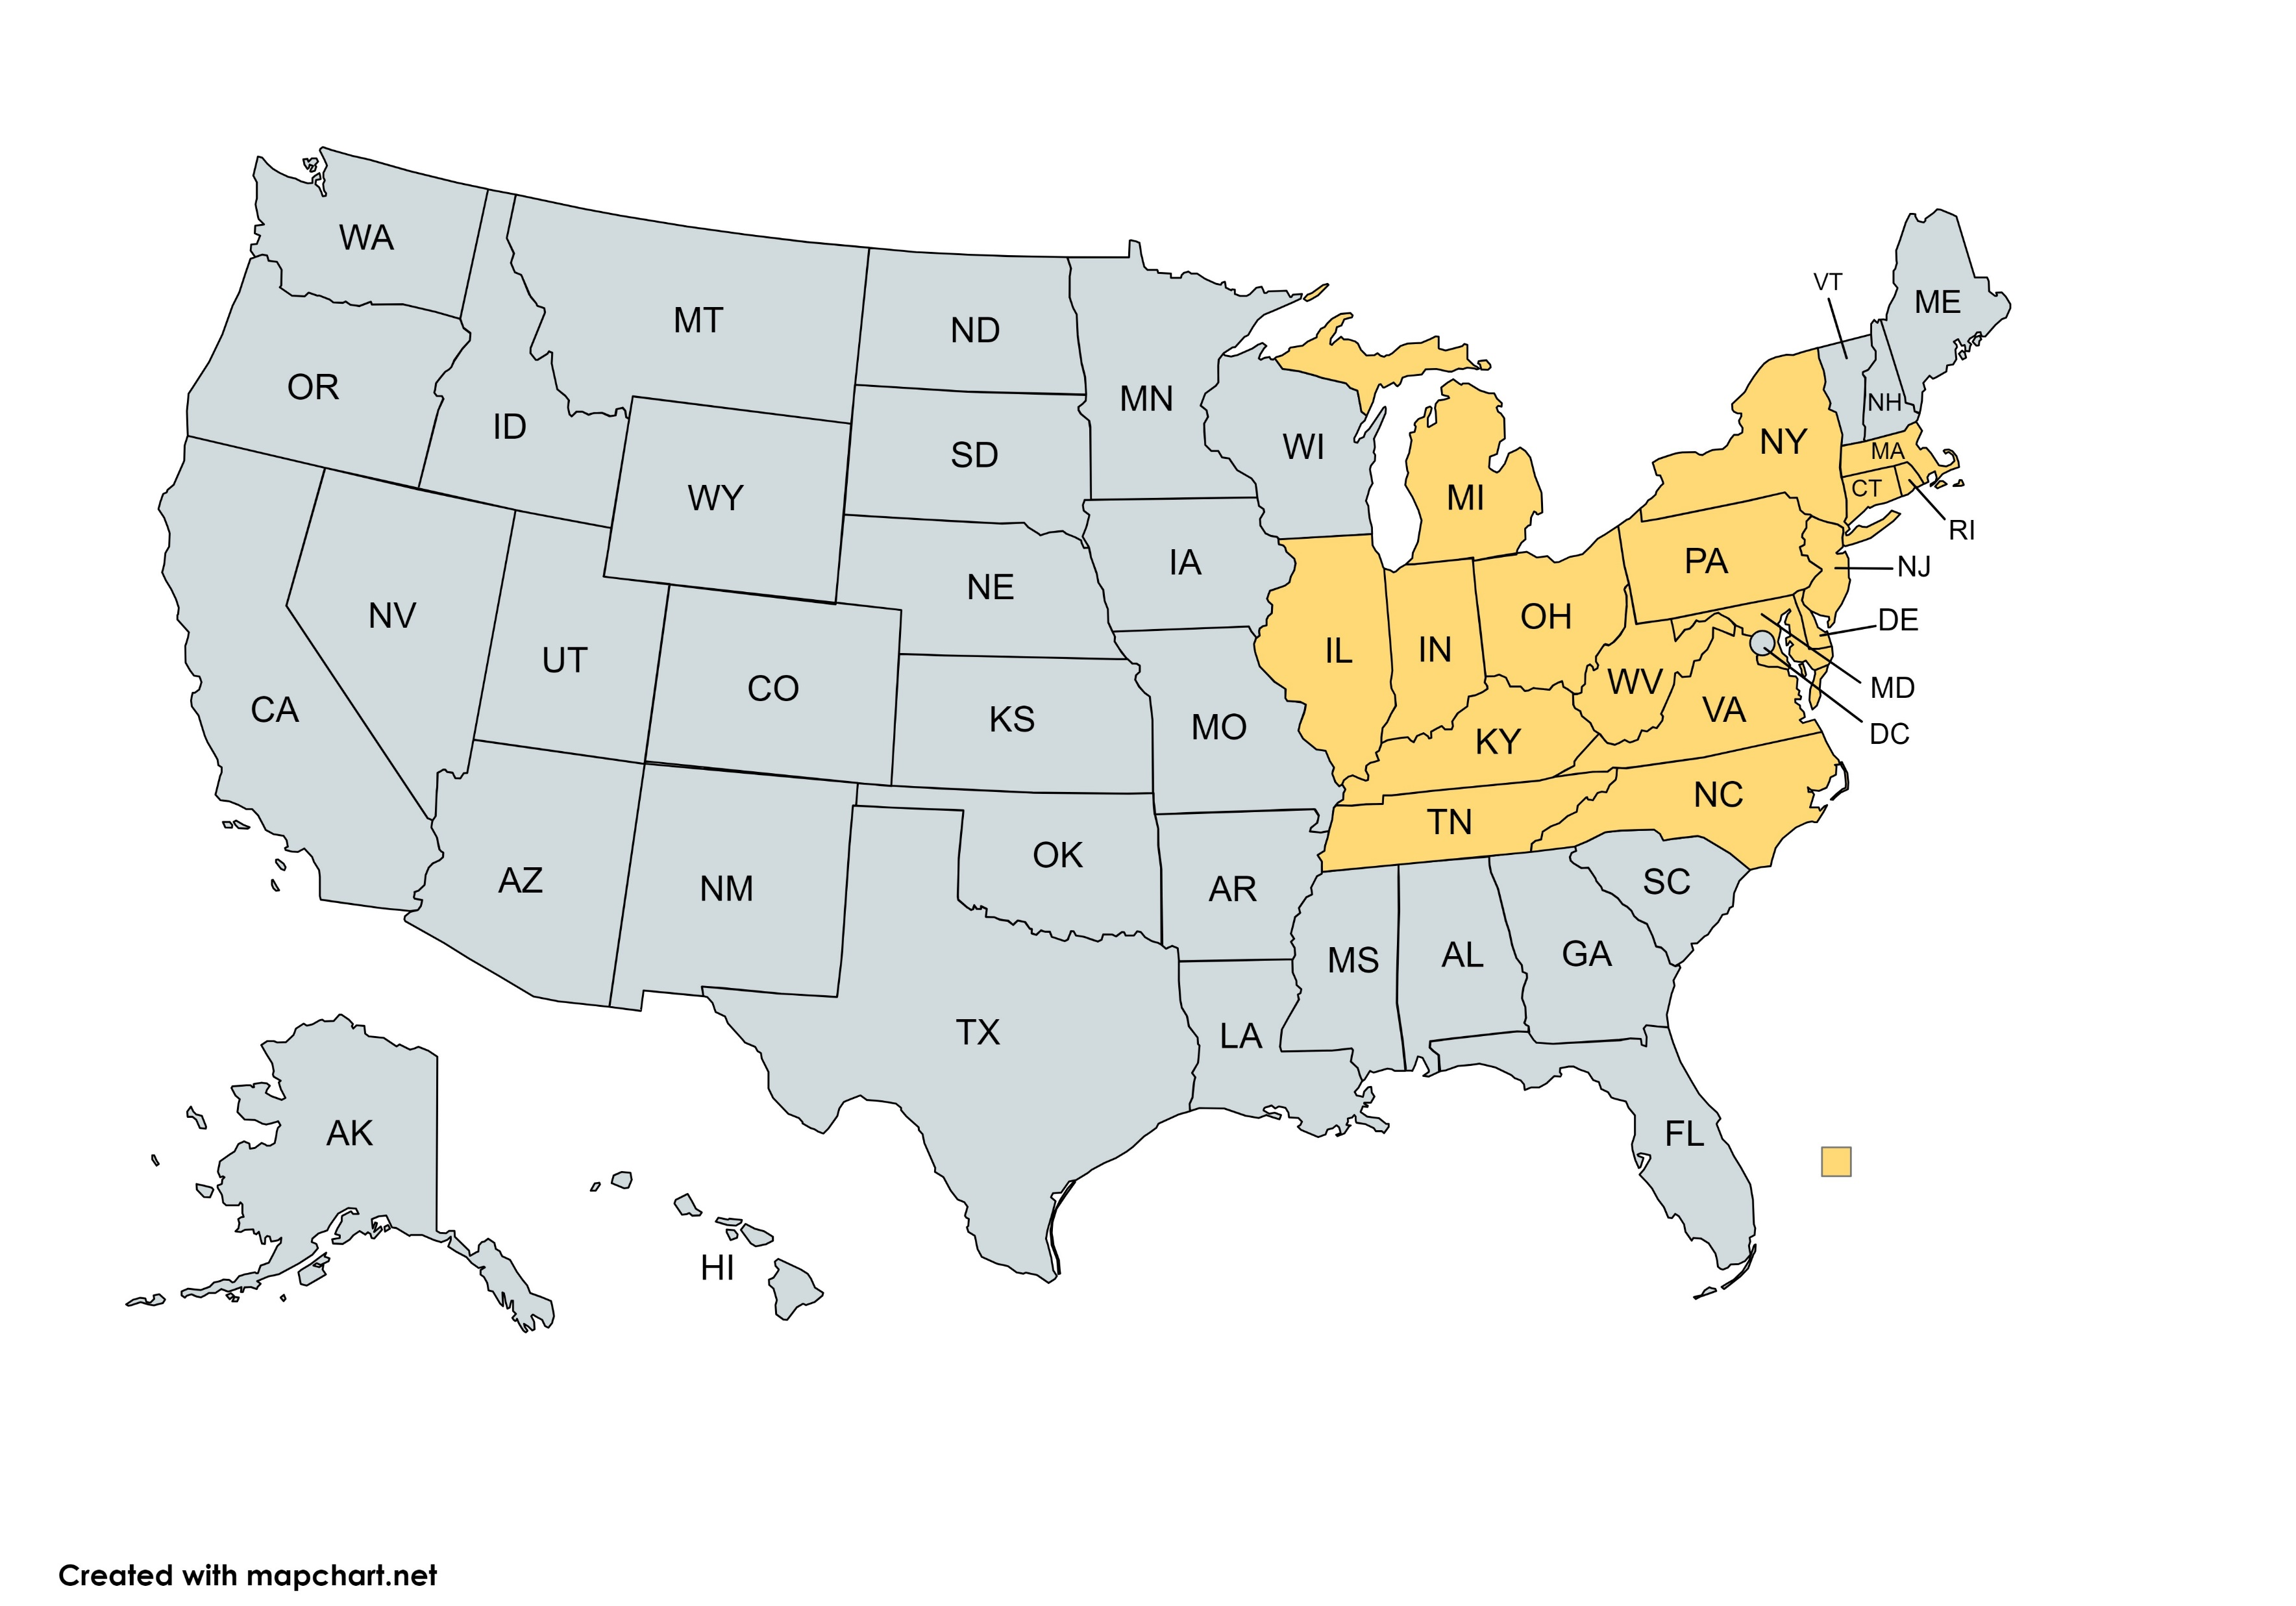 VT
ME
WA
MT
ND
OR
MN
NH
ID
WI
NY
MA
SD
CT
WY
MI
RI
IA
PA
NJ
NE
NV
OH
DE
UT
IL
IN
CO
WV
MD
CA
KS
MO
VA
DC
KY
NC
TN
OK
AZ
NM
AR
SC
MS
AL
GA
TX
LA
AK
FL
HI
Created with mapchart.net